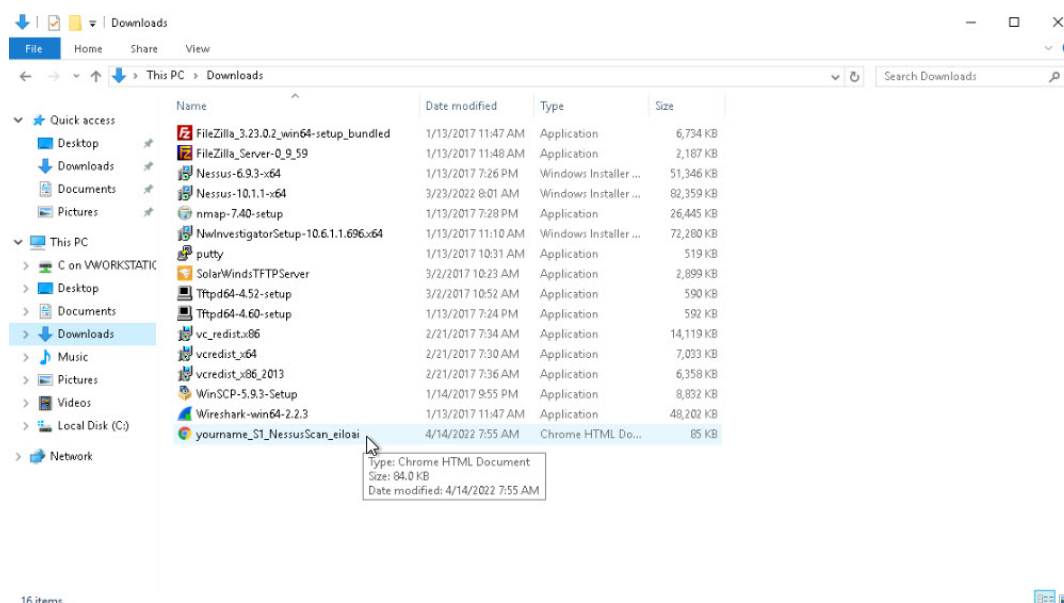 Downloads
File Home Share View
This PC > Downloads
Search Downloads
Name Date modified Type Size
Quick access
Desktop
Downloads
Documents
Pictures
This PC
C on VWORKSTATIC
Desktop
Documents
Downloads
Music
Pictures
Videos
Local Disk (C:)
Network
FileZilla_3.23.0.2_win64-setup_bundled 1/13/2017 11:47 AM Application 6,734 KB
FileZilla_Server-0_9_59 1/13/2017 11:48 AM Application 2,187 KB
Nessus-6.9.3-x64 1/13/2017 7:26 PM Windows Installer ... 51,346 KB
Nessus-10.1.1-x64 3/23/2022 8:01 AM Windows Installer ... 82,359 KB
nmap-7.40-setup 1/13/2017 7:28 PM Application 26,445 KB
NwInvestigatorSetup-10.6.1.1.696.x64 1/13/2017 11:10 AM Windows Installer ... 72,280 KB
putty 1/13/2017 10:31 AM Application 519 KB
SolarWindsTFTPServer 3/2/2017 10:23 AM Application 2,899 KB
Tftpd64-4.52-setup 3/2/2017 10:52 AM Application 590 KB
Tftpd64-4.60-setup 1/13/2017 7:24 PM Application 592 KB
vc_redist.x86 2/21/2017 7:34 AM Application 14,119 KB
vcredist_x64 2/21/2017 7:30 AM Application 7,033 KB
vcredist_x86_2013 2/21/2017 7:36 AM Application 6,358 KB
WinSCP-5.9.3-Setup 1/14/2017 9:55 PM Application 8,832 KB
Wireshark-win64-2.2.3 1/13/2017 11:47 AM Application 48,202 KB
yourname_S1_NessusScan_eiloai 4/14/2022 7:55 AM Chrome HTML Do... 85 KB
Type: Chrome HTML Document
Size: 84.0 KB
Date modified: 4/14/2022 7:55 AM
16 items